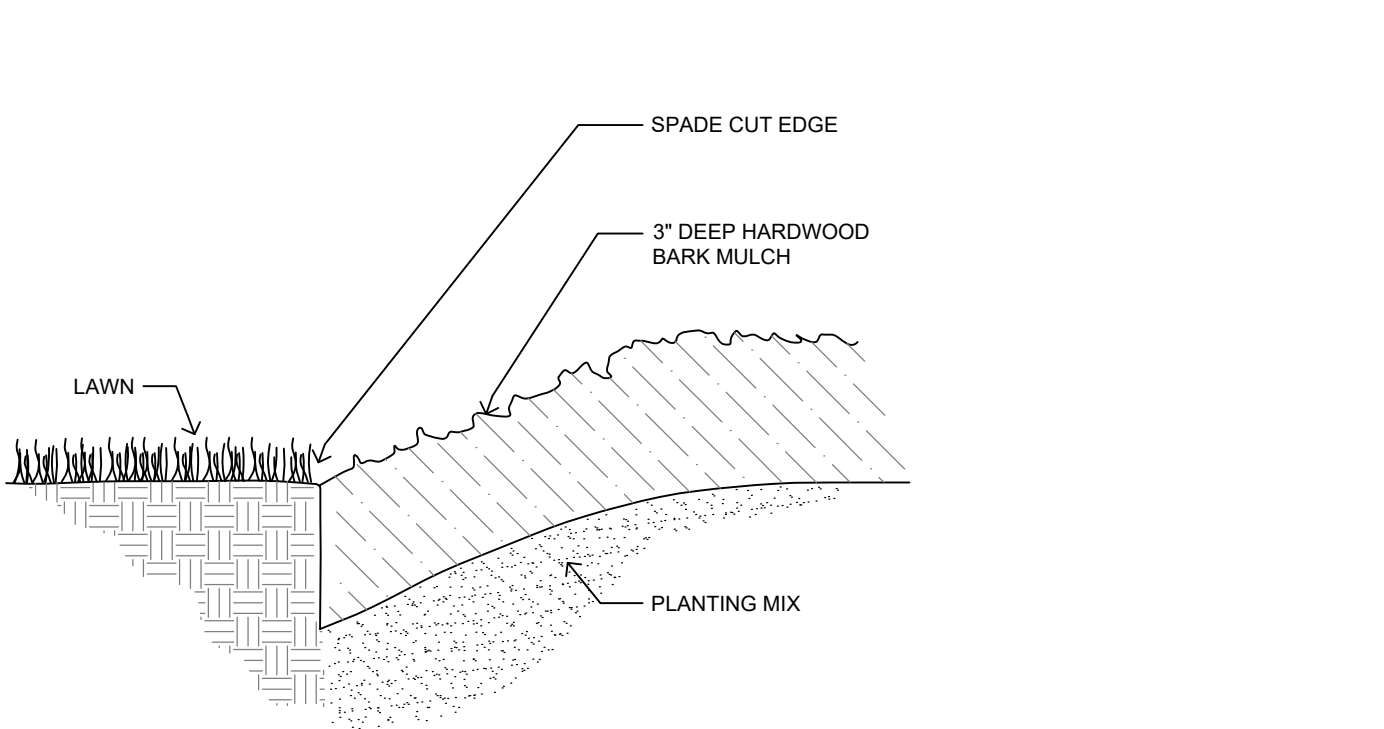 SPADE CUT EDGE
3" DEEP HARDWOOD
BARK MULCH
LAWN
PLANTING MIX